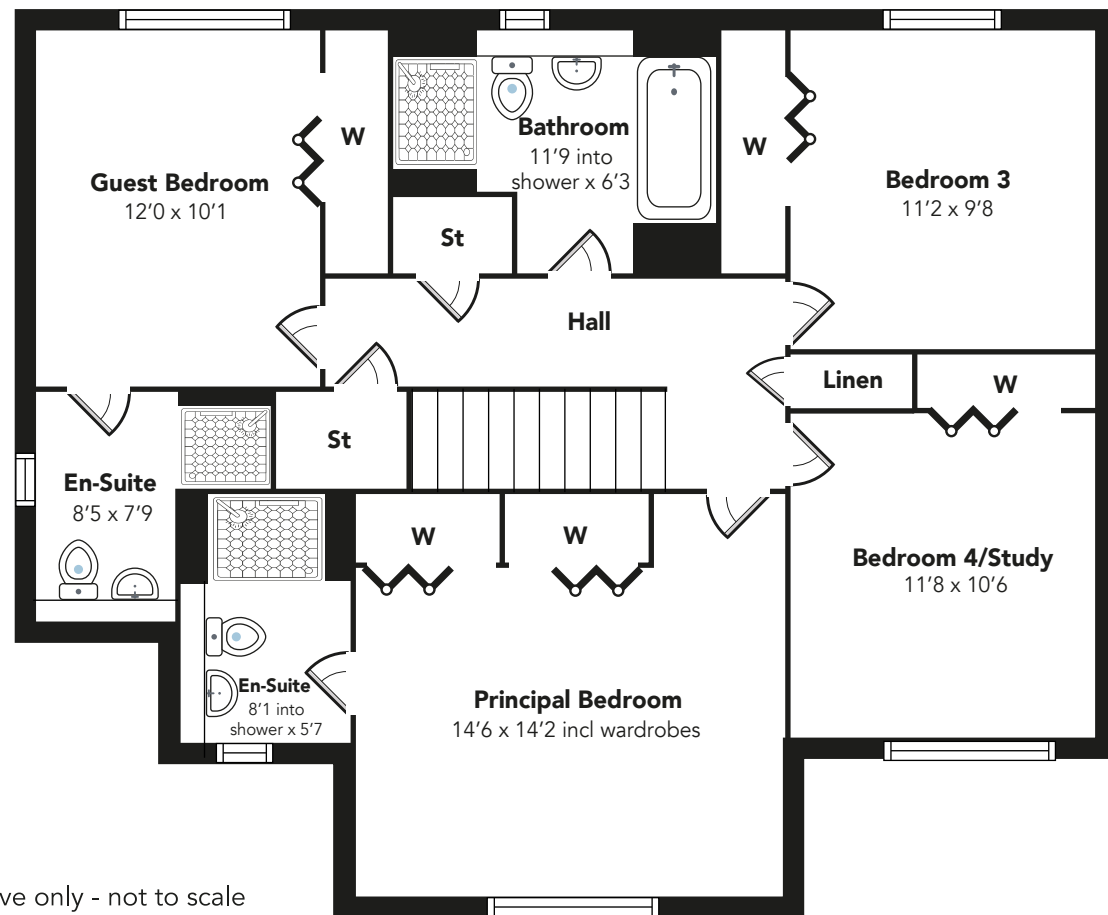 Guest Bedroom
12'0 x 10'1
W
Bathroom
11'9 into
shower x 6'3
W
Bedroom 3
11'2 x 9'8
St
Hall
Linen
W
St
En-Suite
8'5 x 7'9
W
W
Bedroom 4/Study
11'8 x 10'6
En-Suite
8'1 into
shower x 5'7
Principal Bedroom
14'6 x 14'2 incl wardrobes
ve only - not to scale